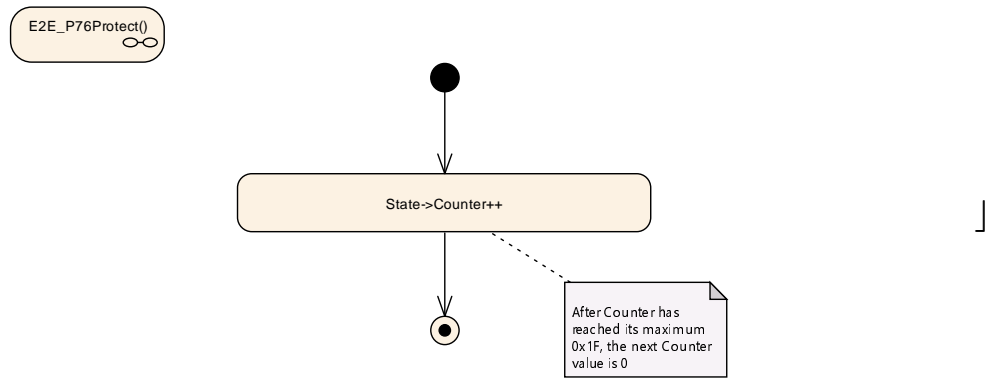 E2E_P76Protect()
State->Counter++
After Counter has
reached its maximum
0x1F, the next Counter
value is 0